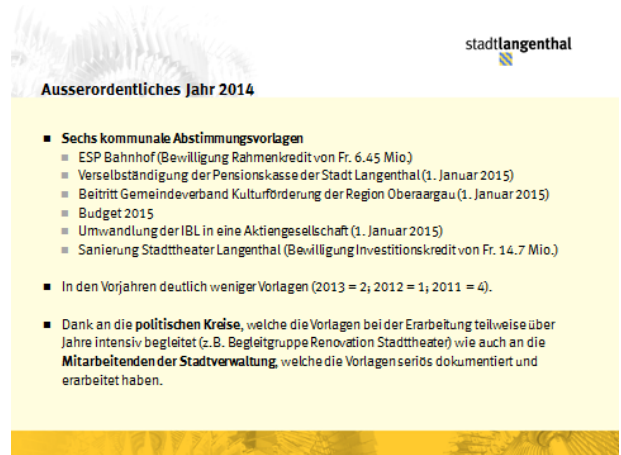 stadtlangenthal
Ausserordentliches Jahr 2014
■ Sechs kommunale Abstimmungsvorlagen
■ ESP Bahnhof (Bewilligung Rahmenkredit von Fr. 6.45 Mio.)
■ Verselbständigung der Pensionskasse der Stadt Langenthal (1. Januar 2015)
■ Beitritt Gemeindeverband Kulturförderung der Region Oberaargau (1. Januar 2015)
■ Budget 2015
■ Umwandlung der IBL in eine Aktiengesellschaft (1. Januar 2015)
■ Sanierung Stadttheater Langenthal (Bewilligung Investitionskredit von Fr. 14.7 Mio.)
■ In den Vorjahren deutlich weniger Vorlagen (2013 = 2; 2012 = 1; 2011 = 4).
■ Dank an die politischen Kreise, welche die Vorlagen bei der Erarbeitung teilweise über
Jahre intensiv begleitet (z.B. Begleitgruppe Renovation Stadttheater) wie auch an die
Mitarbeitenden der Stadtverwaltung, welche die Vorlagen seriös dokumentiert und
erarbeitet haben.